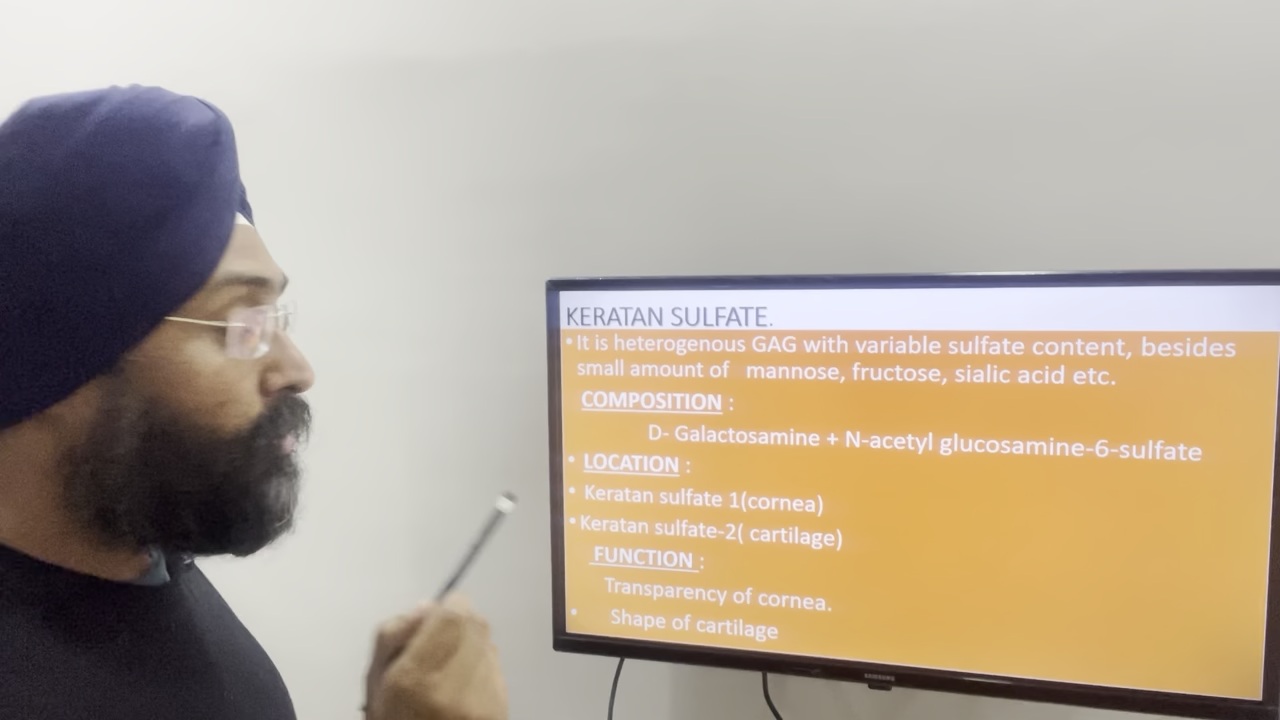 KERATAN SULFATE.
• It is heterogenous GAG with variable sulfate content, besides
small amount of mannose, fructose, sialic acid etc.
COMPOSITION :
D- Galactosamine + N-acetyl glucosamine-6-sulfate
• LOCATION :
• Keratan sulfate 1(cornea)
• Keratan sulfate-2( cartilage)
FUNCTION :
Transparency of cornea.
• Shape of cartilage
SAMSUNG